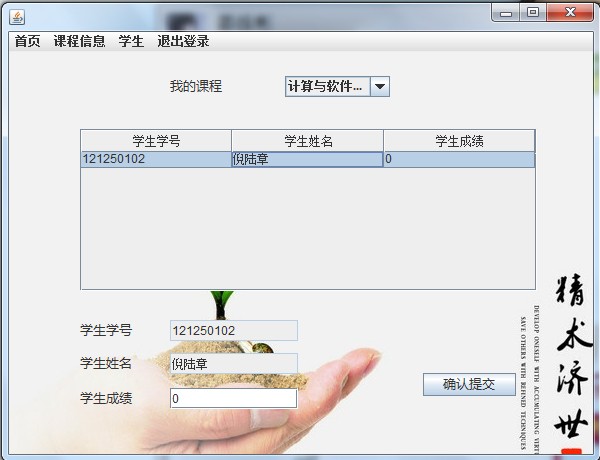 首页 课程信息 学生 退出登录
我的课程 计算与软件...
学生学号 学生姓名 学生成绩
121250102 倪陆章 0
学生学号 121250102
学生姓名 倪陆章
学生成绩 0
确认提交
精术济世
DEVELOP ONESELF WITH ACCUMULATING VIRT
SAVE OTHERS WITH REFINED TECHNIQUES